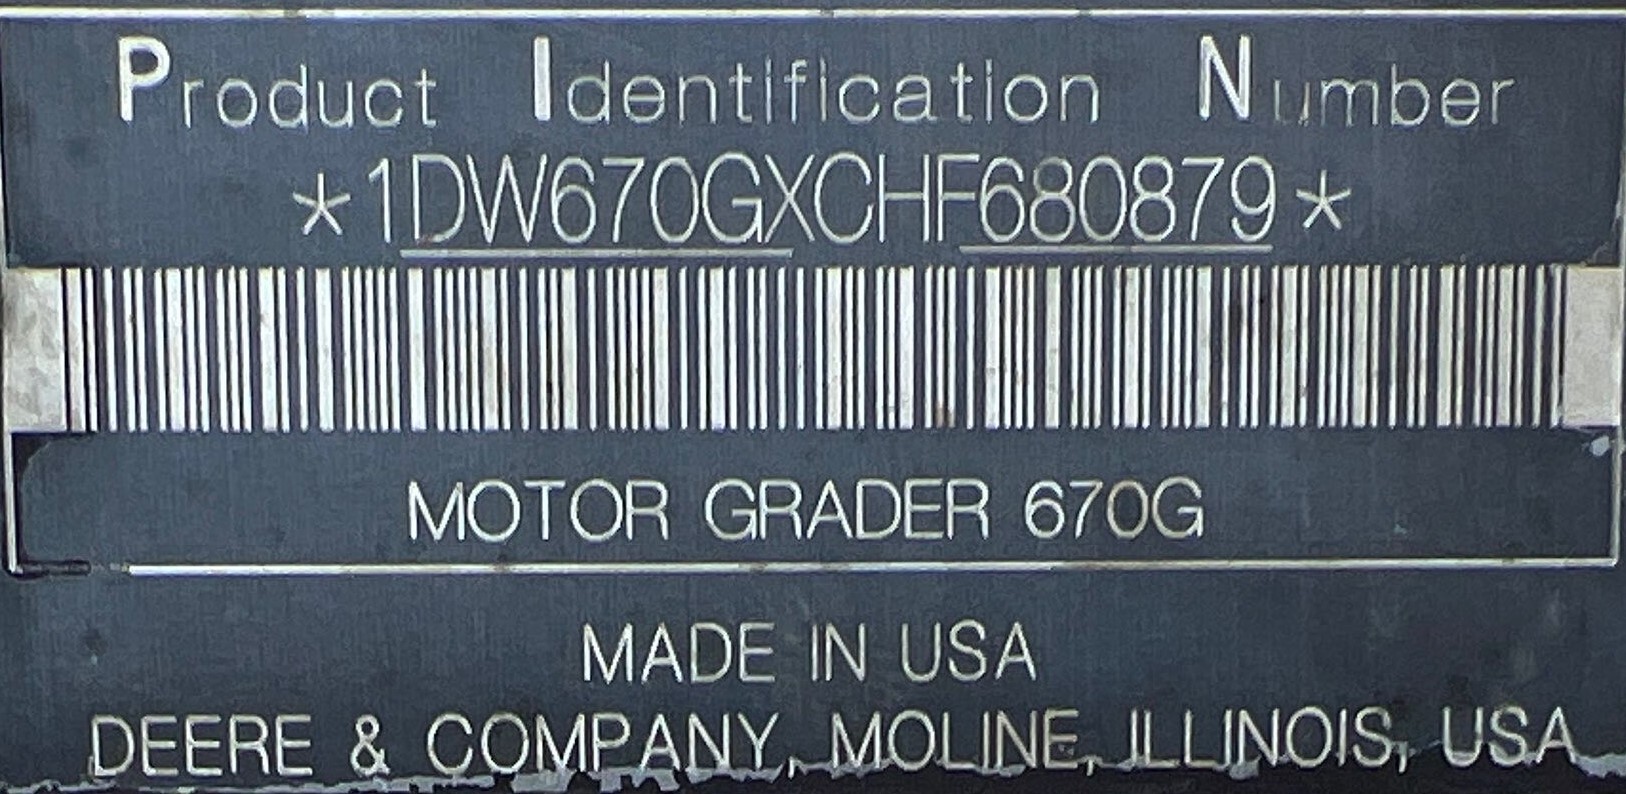 Product Identification Number
*1DW670GXCHF680879*
MOTOR GRADER 670G
MADE IN USA
DEERE & COMPANY, MOLINE, ILLINOIS, USA